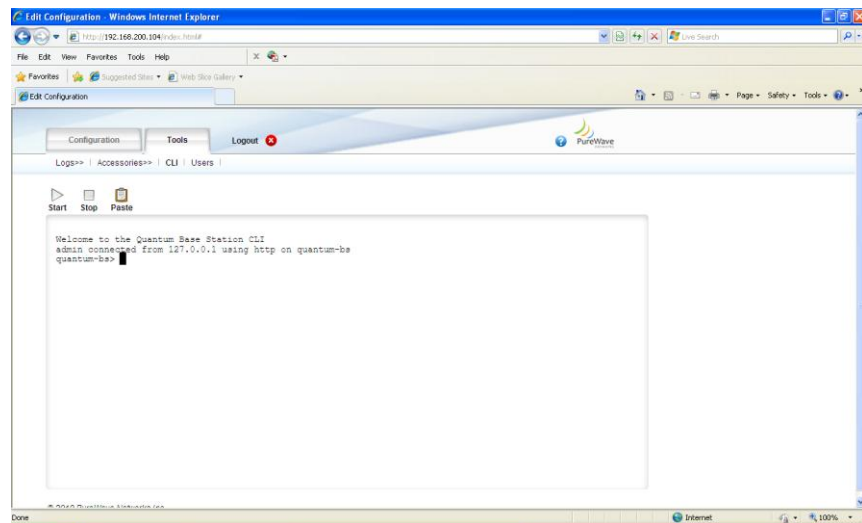 Edit Configuration - Windows Internet Explorer
http://192.168.200.104/index.html#
Live Search
File Edit View Favorites Tools Help
x
Favorites Suggested Sites Web Slice Gallery
Edit Configuration
Page Safety Tools
Configuration Tools Logout
PureWave
Logs>> | Accessories>> | CLI | Users |
Start Stop Paste
Welcome to the Quantum Base Station CLI
admin connected from 127.0.0.1 using http on quantum-bs
quantum-bs>
Done Internet 100%